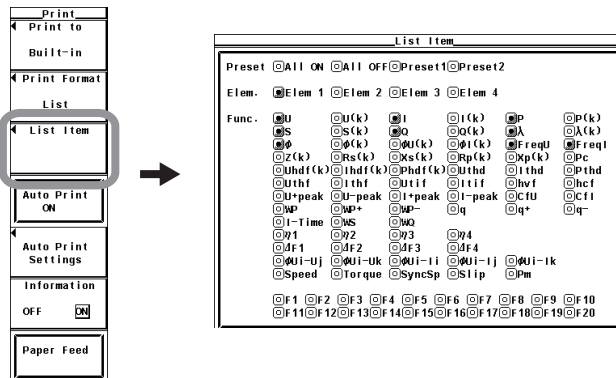 Print
Print to
Built-in
Print Format
List
List Item
Auto Print
ON
Auto Print
Settings
Information
OFF ON
Paper Feed
List Item
Preset All ON All OFF Preset1 Preset2
Elem. Elem 1 Elem 2 Elem 3 Elem 4
Func. U U(k) I I(k) P P(k)
S S(k) Q Q(k) λ λ(k)
ϕ ϕ(k) ϕU(k) ϕI(k) FreqU FreqI
Z(k) Rs(k) Xs(k) Rp(k) Xp(k) Pc
Uhdf(k) Ihdf(k) Phdf(k) Uthd Ithd Pthd
Uthf Ithf Utif Itif hvf hcf
U+peak U-peak I+peak I-peak CfU CfI
WP WP+ WP- q q+ q-
I-Time WS WQ
η1 η2 η3 η4
ΔF1 ΔF2 ΔF3 ΔF4
ϕUi-Uj ϕUi-Uk ϕUi-Ii ϕUi-Ij ϕUi-Ik
Speed Torque SyncSp Slip Pm
F1 F2 F3 F4 F5 F6 F7 F8 F9 F10
F11 F12 F13 F14 F15 F16 F17 F18 F19 F20